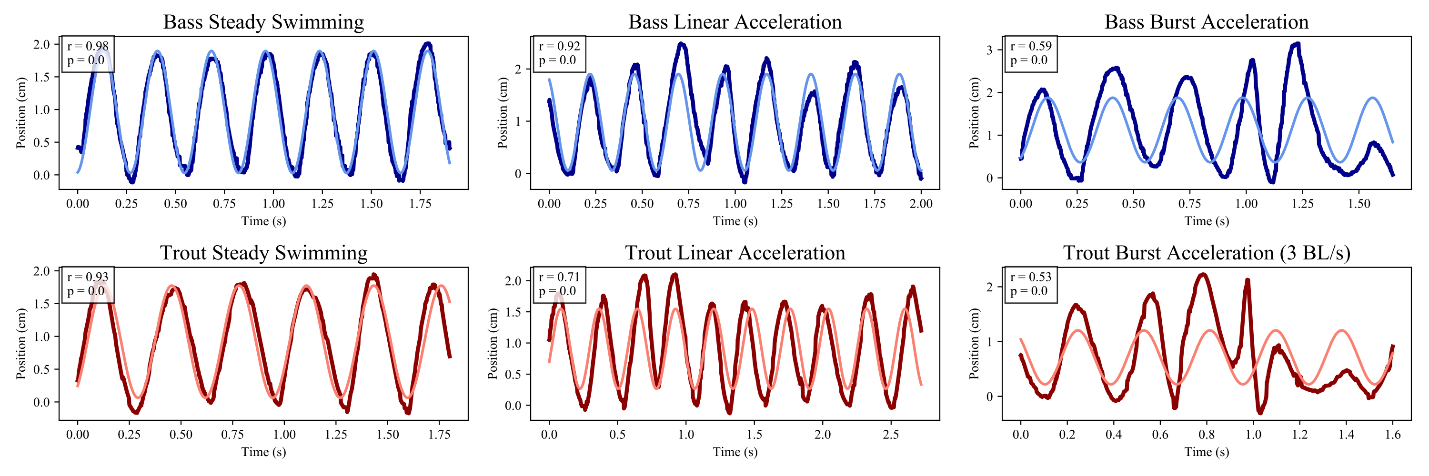 Bass Steady Swimming
r = 0.98
p = 0.0
Position (cm)
2.0
1.5
1.0
0.5
0.0
0.00 0.25 0.50 0.75 1.00 1.25 1.50 1.75
Time (s)
Bass Linear Acceleration
r = 0.92
p = 0.0
Position (cm)
2
1
0
0.00 0.25 0.50 0.75 1.00 1.25 1.50 1.75 2.00
Time (s)
Bass Burst Acceleration
r = 0.59
p = 0.0
Position (cm)
3
2
1
0
0.00 0.25 0.50 0.75 1.00 1.25 1.50
Time (s)
Trout Steady Swimming
r = 0.93
p = 0.0
Position (cm)
2.0
1.5
1.0
0.5
0.0
0.00 0.25 0.50 0.75 1.00 1.25 1.50 1.75
Time (s)
Trout Linear Acceleration
r = 0.71
p = 0.0
Position (cm)
2.0
1.5
1.0
0.5
0.0
0.0 0.5 1.0 1.5 2.0 2.5
Time (s)
Trout Burst Acceleration (3 BL/s)
r = 0.53
p = 0.0
Position (cm)
2
1
0
0.0 0.2 0.4 0.6 0.8 1.0 1.2 1.4 1.6
Time (s)